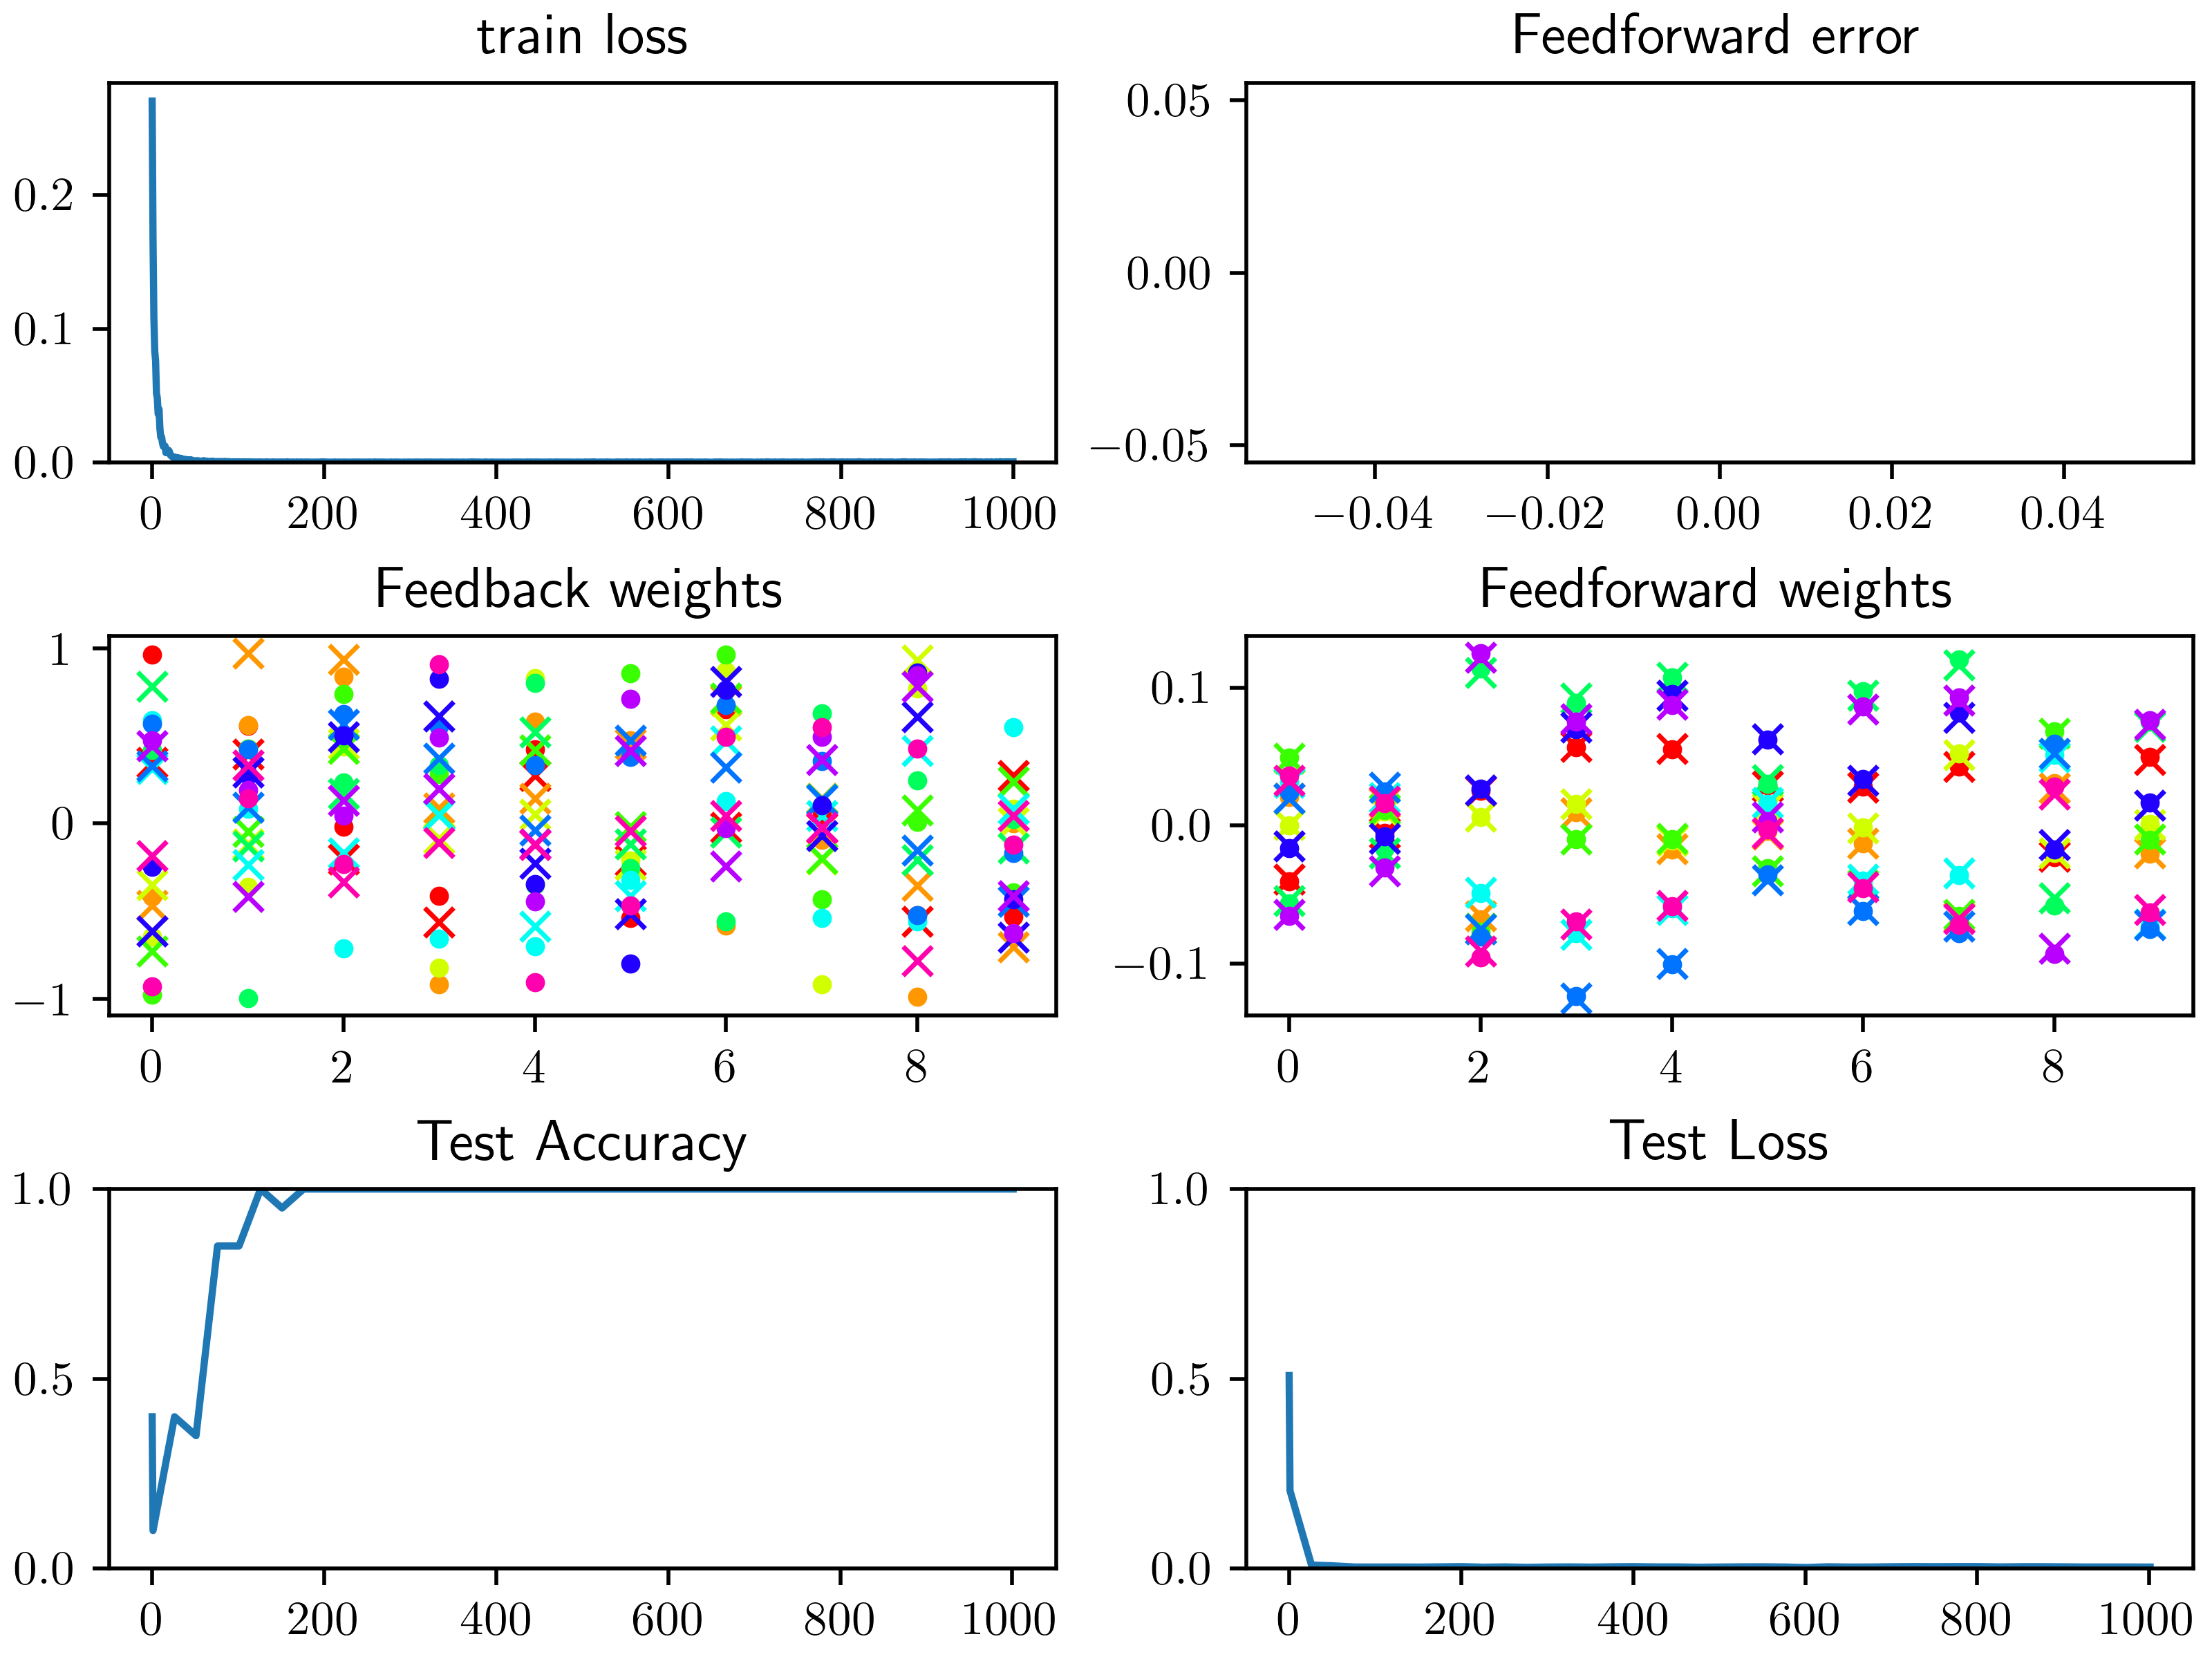 train loss
Feedforward error
0.2
0.1
0.0
0 200 400 600 800 1000
0.05
0.00
−0.05
−0.04 −0.02 0.00 0.02 0.04
Feedback weights
Feedforward weights
1
0
−1
0 2 4 6 8
0.1
0.0
−0.1
0 2 4 6 8
Test Accuracy
Test Loss
1.0
0.5
0.0
0 200 400 600 800 1000
1.0
0.5
0.0
0 200 400 600 800 1000